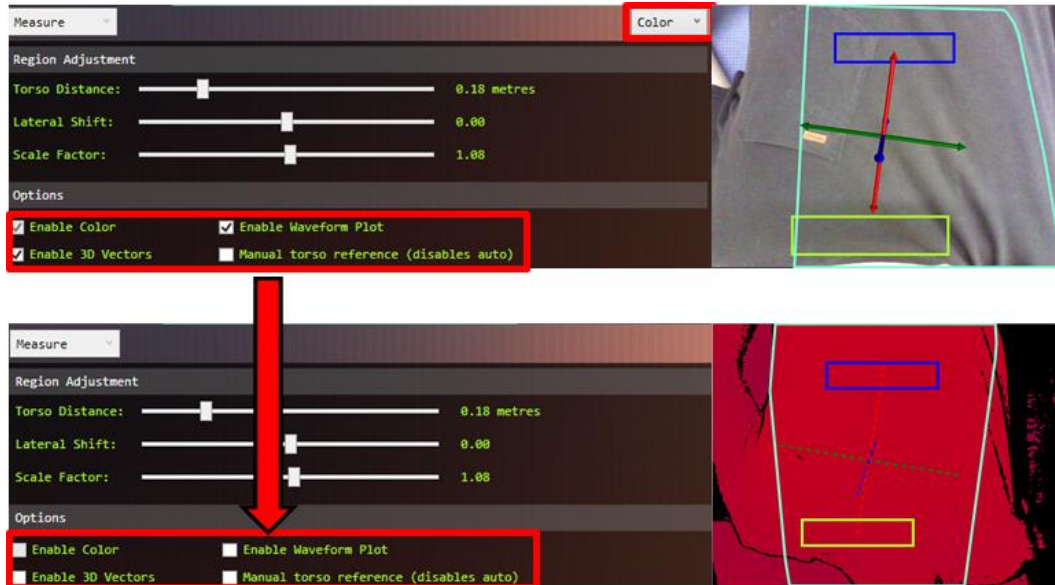 Measure Color
Region Adjustment
Torso Distance: 0.18 metres
Lateral Shift: 0.00
Scale Factor: 1.08
Options
Enable Color Enable Waveform Plot
Enable 3D Vectors Manual torso reference (disables auto)
Measure
Region Adjustment
Torso Distance: 0.18 metres
Lateral Shift: 0.00
Scale Factor: 1.08
Options
Enable Color Enable Waveform Plot
Enable 3D Vectors Manual torso reference (disables auto)